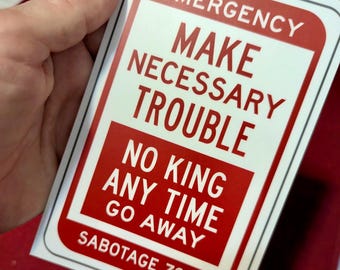 EMERGENCY
MAKE
NECESSARY
TROUBLE
NO KING
ANY TIME
GO AWAY
SABOTAGE